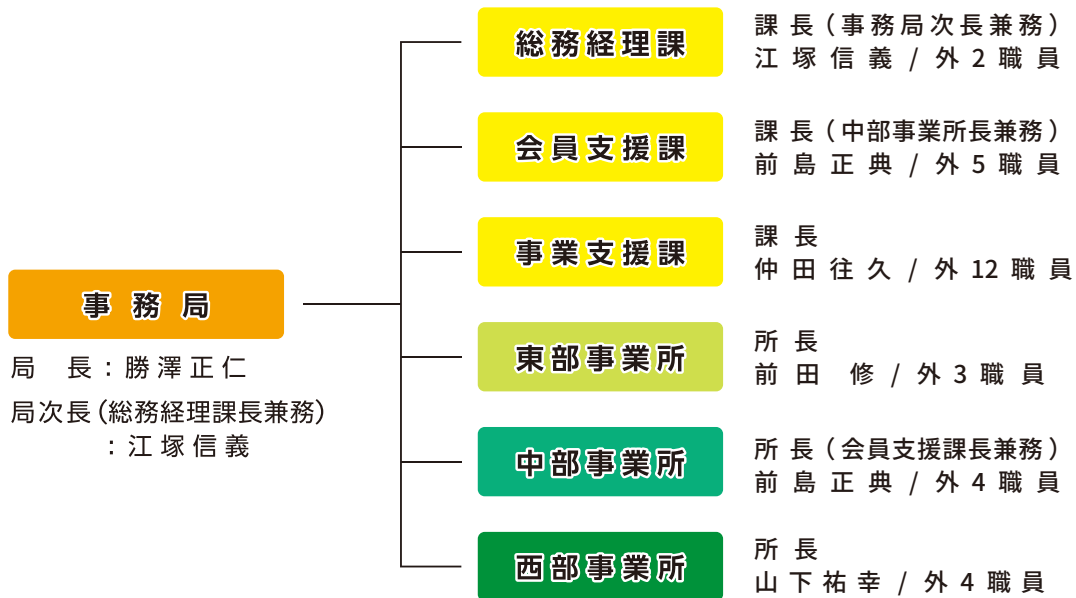 事務局
局 長：勝澤正仁
局次長（総務経理課長兼務）
：江塚信義
総務経理課
課長（事務局次長兼務）
江塚信義 / 外2職員
会員支援課
課長（中部事業所長兼務）
前島正典 / 外5職員
事業支援課
課長
仲田往久 / 外12職員
東部事業所
所長
前田 修 / 外3職員
中部事業所
所長（会員支援課長兼務）
前島正典 / 外4職員
西部事業所
所長
山下祐幸 / 外4職員